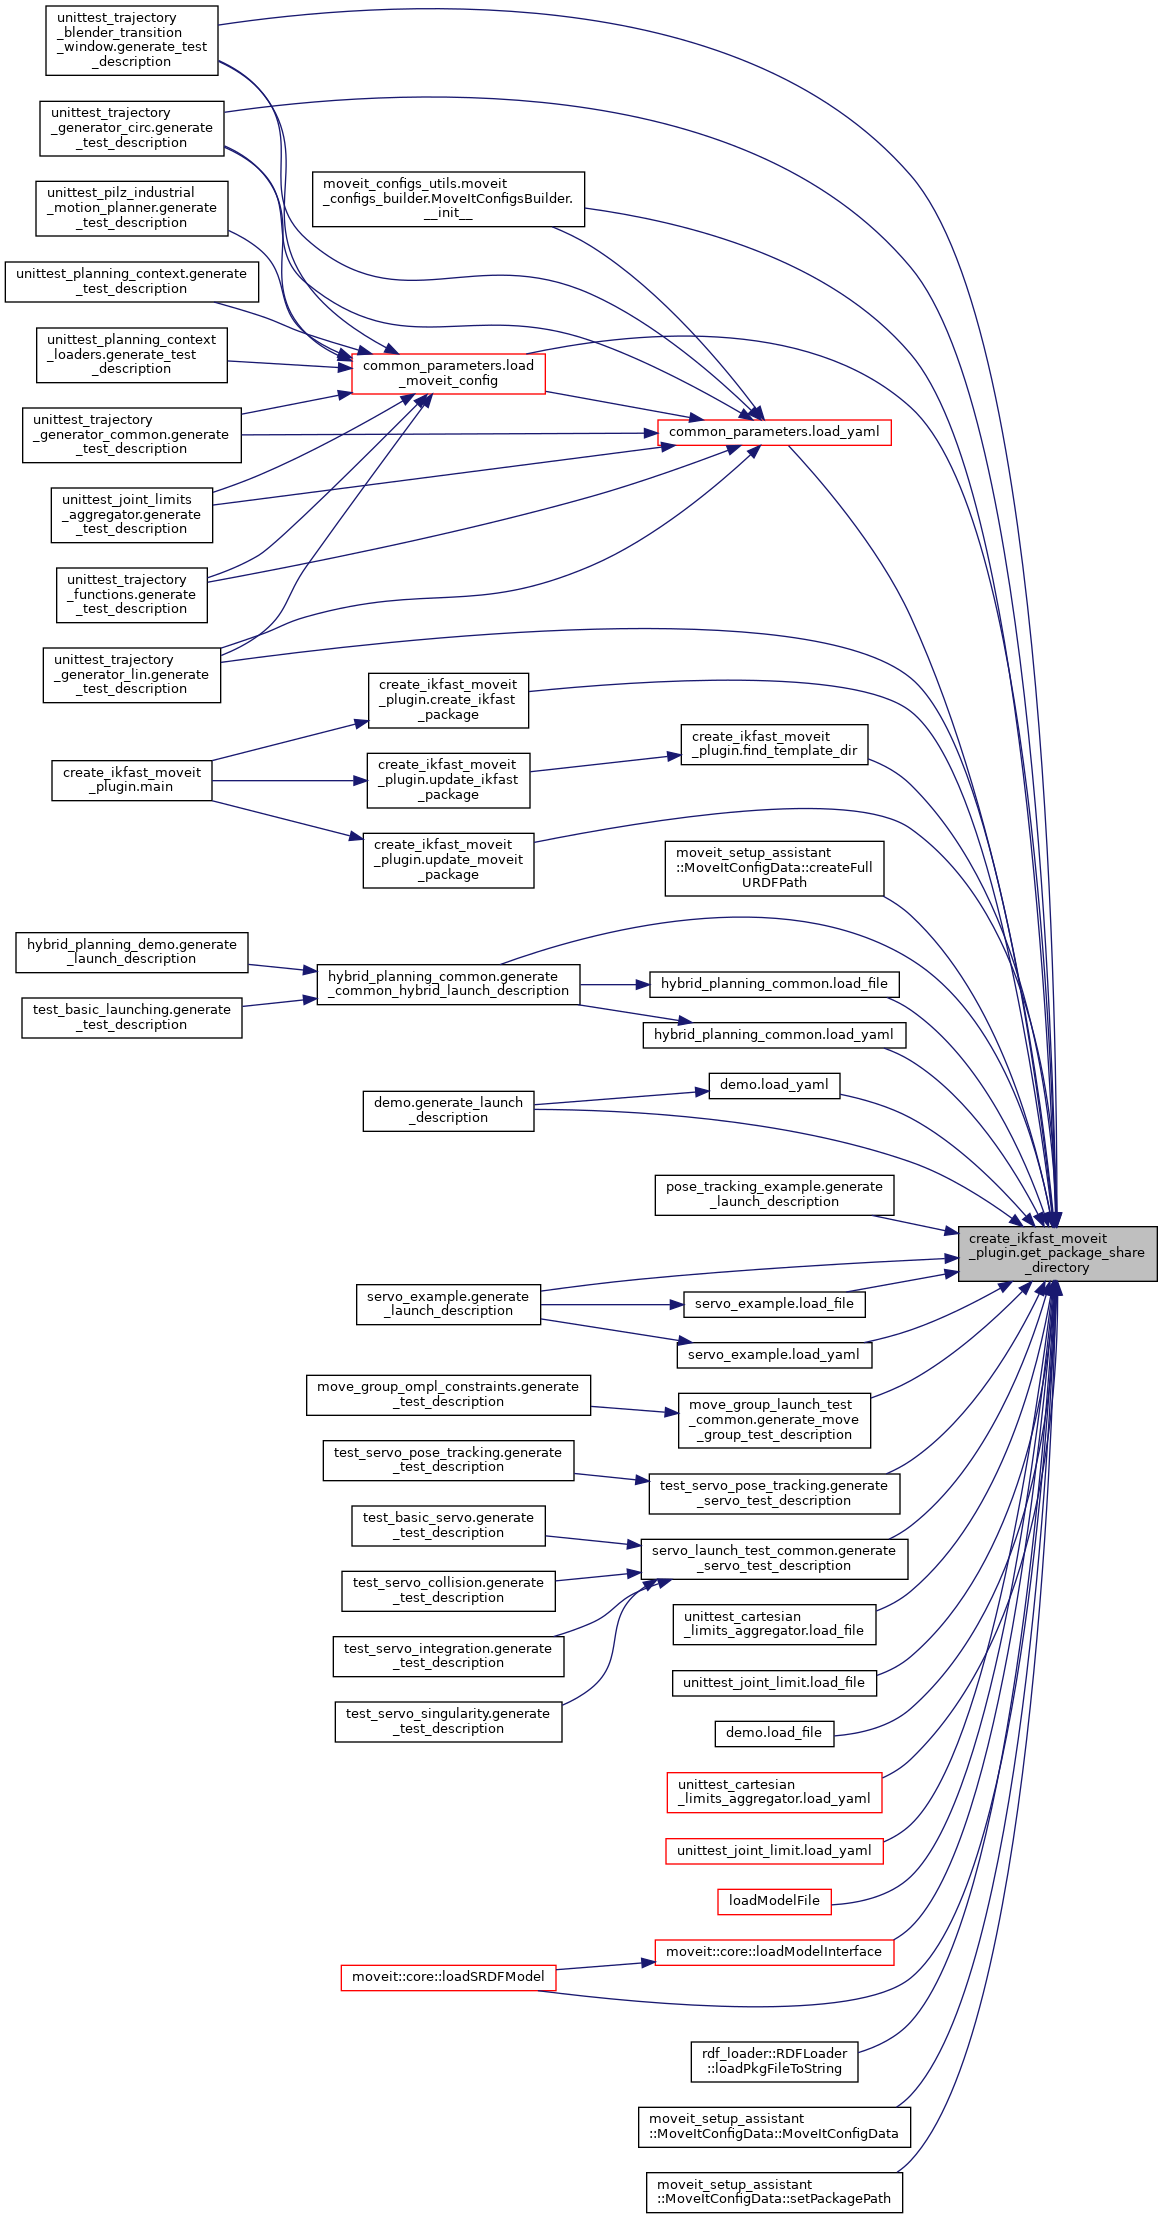 unittest_trajectory
_blender_transition
_window.generate_test
_description
unittest_trajectory
_generator_circ.generate
_test_description
moveit_configs_utils.moveit
_configs_builder.MoveItConfigsBuilder.
__init__
unittest_pilz_industrial
_motion_planner.generate
_test_description
unittest_planning_context.generate
_test_description
unittest_planning_context
_loaders.generate_test
_description
common_parameters.load
_moveit_config
unittest_trajectory
_generator_common.generate
_test_description
common_parameters.load_yaml
unittest_joint_limits
_aggregator.generate
_test_description
unittest_trajectory
_functions.generate
_test_description
unittest_trajectory
_generator_lin.generate
_test_description
create_ikfast_moveit
_plugin.create_ikfast
_package
create_ikfast_moveit
_plugin.find_template_dir
create_ikfast_moveit
_plugin.main
create_ikfast_moveit
_plugin.update_ikfast
_package
create_ikfast_moveit
_plugin.update_moveit
_package
moveit_setup_assistant
::MoveItConfigData::createFull
URDFPath
hybrid_planning_demo.generate
_launch_description
hybrid_planning_common.generate
_common_hybrid_launch_description
hybrid_planning_common.load_file
test_basic_launching.generate
_test_description
hybrid_planning_common.load_yaml
demo.load_yaml
demo.generate_launch
_description
pose_tracking_example.generate
_launch_description
create_ikfast_moveit
_plugin.get_package_share
_directory
servo_example.generate
_launch_description
servo_example.load_file
servo_example.load_yaml
move_group_ompl_constraints.generate
_test_description
move_group_launch_test
_common.generate_move
_group_test_description
test_servo_pose_tracking.generate
_test_description
test_servo_pose_tracking.generate
_servo_test_description
test_basic_servo.generate
_test_description
servo_launch_test_common.generate
_servo_test_description
test_servo_collision.generate
_test_description
unittest_cartesian
_limits_aggregator.load_file
test_servo_integration.generate
_test_description
unittest_joint_limit.load_file
test_servo_singularity.generate
_test_description
demo.load_file
unittest_cartesian
_limits_aggregator.load_yaml
unittest_joint_limit.load_yaml
loadModelFile
moveit::core::loadModelInterface
moveit::core::loadSRDFModel
rdf_loader::RDFLoader
::loadPkgFileToString
moveit_setup_assistant
::MoveItConfigData::MoveItConfigData
moveit_setup_assistant
::MoveItConfigData::setPackagePath